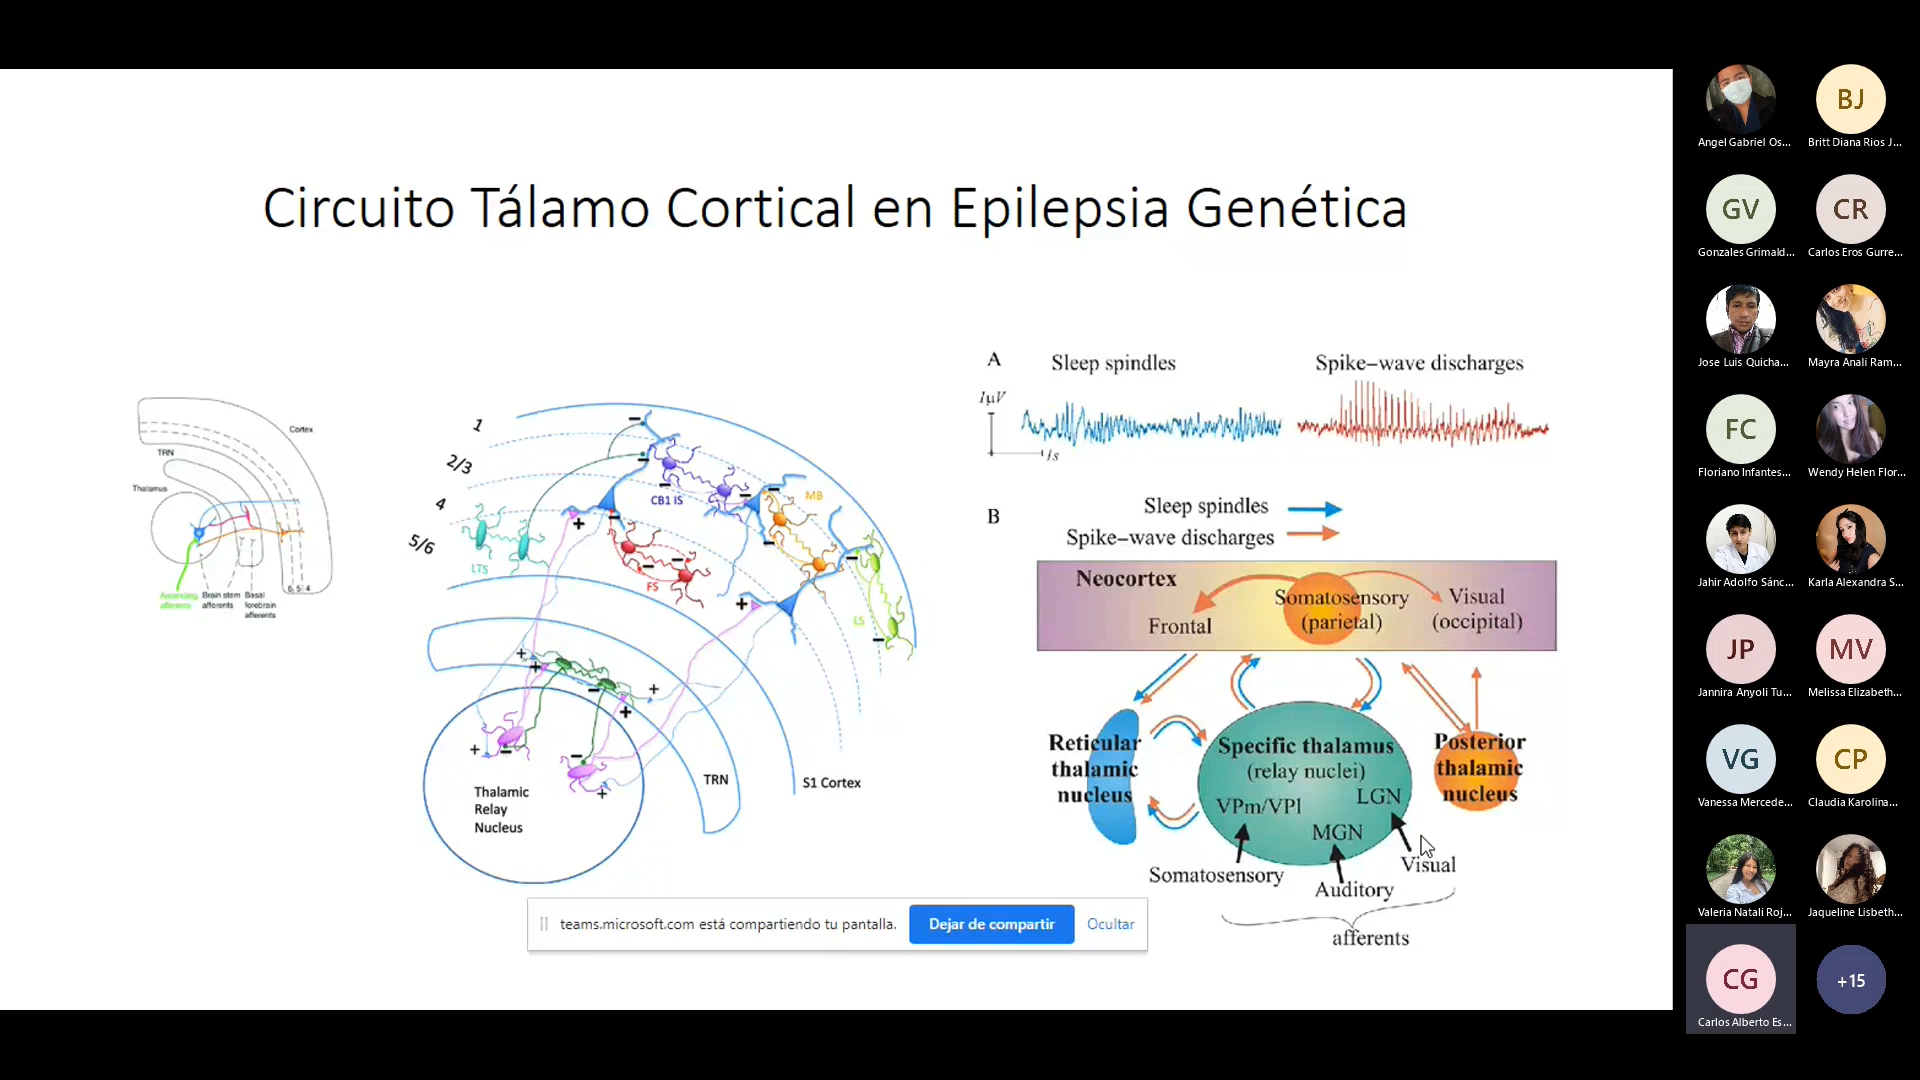 Circuito Tálamo Cortical en Epilepsia Genética
Cortex
TRN
Thalamus
Ascending
afferents
Brain stem
afferents
Basal
forebrain
afferents
6, 5 4
1
2/3
4
5/6
CB1 IS
MB
LTS
FS
LS
+
+
+
+
+
+
+
+
Thalamic
Relay
Nucleus
TRN
S1 Cortex
A
Sleep spindles
Spike–wave discharges
1µV
1s
B
Sleep spindles
Spike–wave discharges
Neocortex
Frontal
Somatosensory
(parietal)
Visual
(occipital)
Reticular
thalamic
nucleus
Specific thalamus
(relay nuclei)
VPm/VPl
LGN
MGN
Posterior
thalamic
nucleus
Somatosensory
Auditory
Visual
afferents
teams.microsoft.com está compartiendo tu pantalla.
Dejar de compartir
Ocultar
Angel Gabriel Os...
BJ
Britt Diana Rios J...
GV
Gonzales Grimald...
CR
Carlos Eros Gurre...
Jose Luis Quicha...
Mayra Anali Ram...
FC
Floriano Infantes...
Wendy Helen Flor...
Jahir Adolfo Sánc...
Karla Alexandra S...
JP
Jannira Anyoli Tu...
MV
Melissa Elizabeth...
VG
Vanessa Mercede...
CP
Claudia Karolina...
Valeria Natali Roj...
Jaqueline Lisbeth...
CG
Carlos Alberto Es...
+15